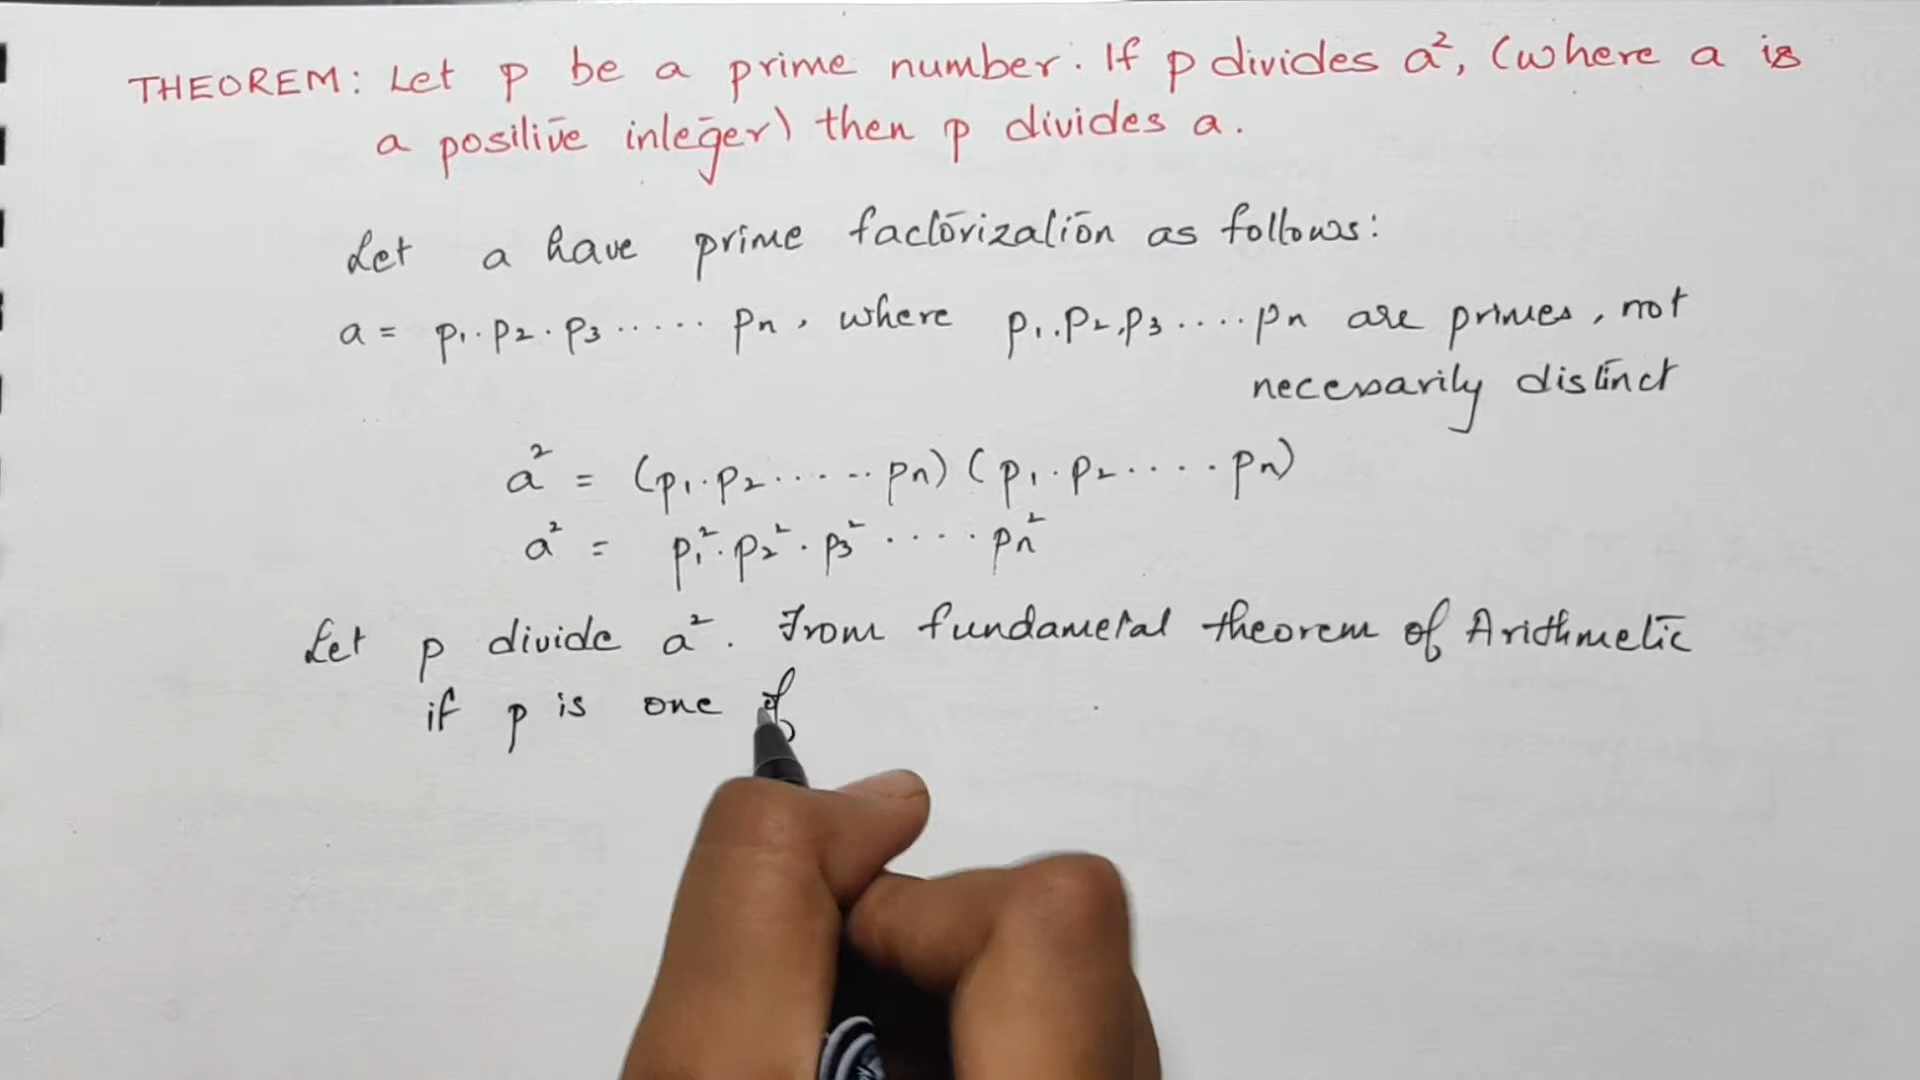 THEOREM: Let p be a prime number. If p divides a², (where a is
a positive integer) then p divides a.
Let a have prime factorization as follows:
a = p₁.p₂.p₃...... pₙ, where p₁.p₂,p₃....pₙ are primes, not
necessarily distinct
a² = (p₁.p₂......pₙ)(p₁.p₂.....pₙ)
a² = p₁².p₂².p₃².....pₙ²
Let p divide a². From fundametal theorem of Arithmetic
if p is one of